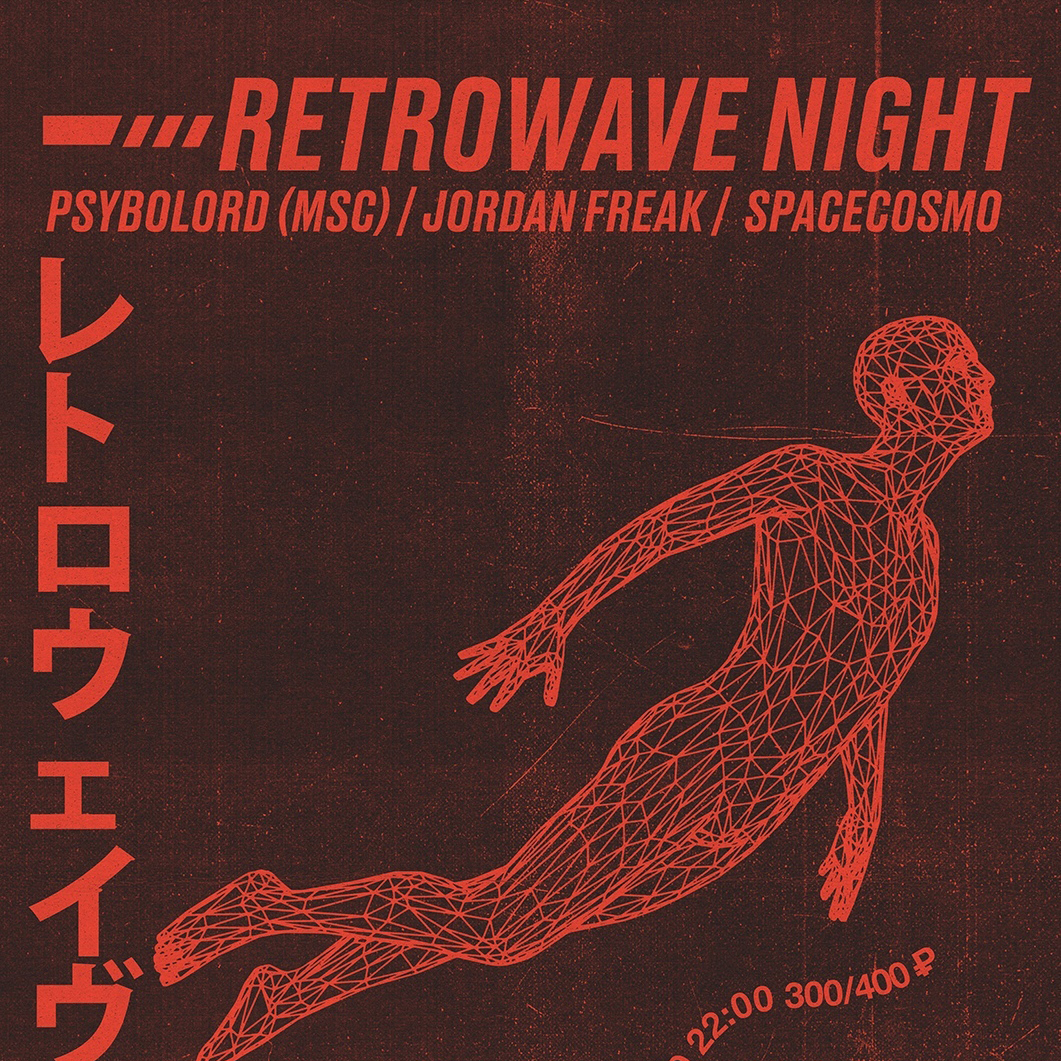 RETROWAVE NIGHT
PSYBOLORD (MSC) / JORDAN FREAK / SPACECOSMO
レトロウェイヴ
22:00 300/400 ₽